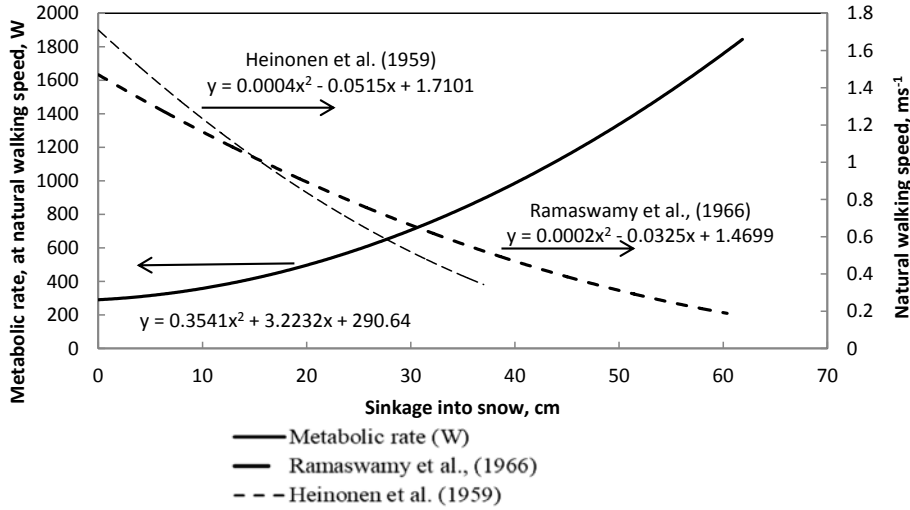 Metabolic rate, at natural walking speed, W
2000
1800
1600
1400
1200
1000
800
600
400
200
0
Heinonen et al. (1959)
y = 0.0004x² - 0.0515x + 1.7101
Ramaswamy et al., (1966)
y = 0.0002x² - 0.0325x + 1.4699
y = 0.3541x² + 3.2232x + 290.64
1.8
1.6
1.4
1.2
1
0.8
0.6
0.4
0.2
0
Natural walking speed, ms⁻¹
0 10 20 30 40 50 60 70
Sinkage into snow, cm
Metabolic rate (W)
Ramaswamy et al., (1966)
Heinonen et al. (1959)